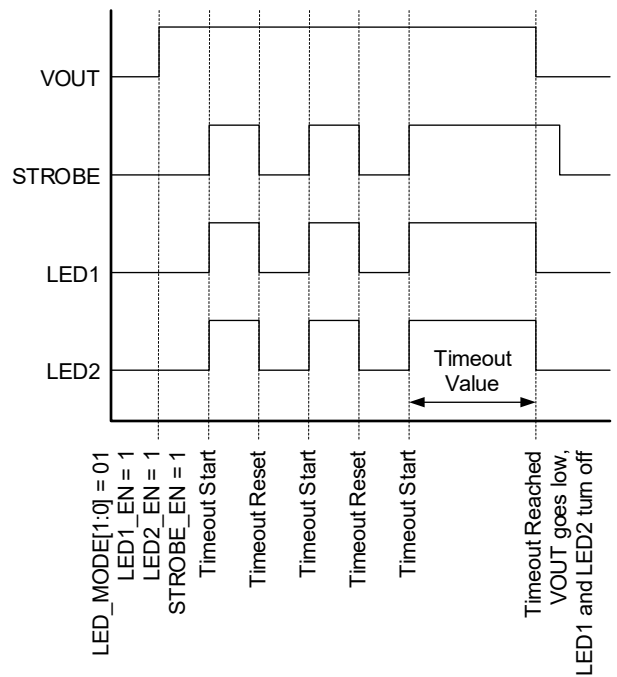 VOUT
STROBE
LED1
LED2
Timeout
Value
LED_MODE[1:0] = 01
LED1_EN = 1
LED2_EN = 1
STROBE_EN = 1
Timeout Start
Timeout Reset
Timeout Start
Timeout Reset
Timeout Start
Timeout Reached
VOUT goes low,
LED1 and LED2 turn off